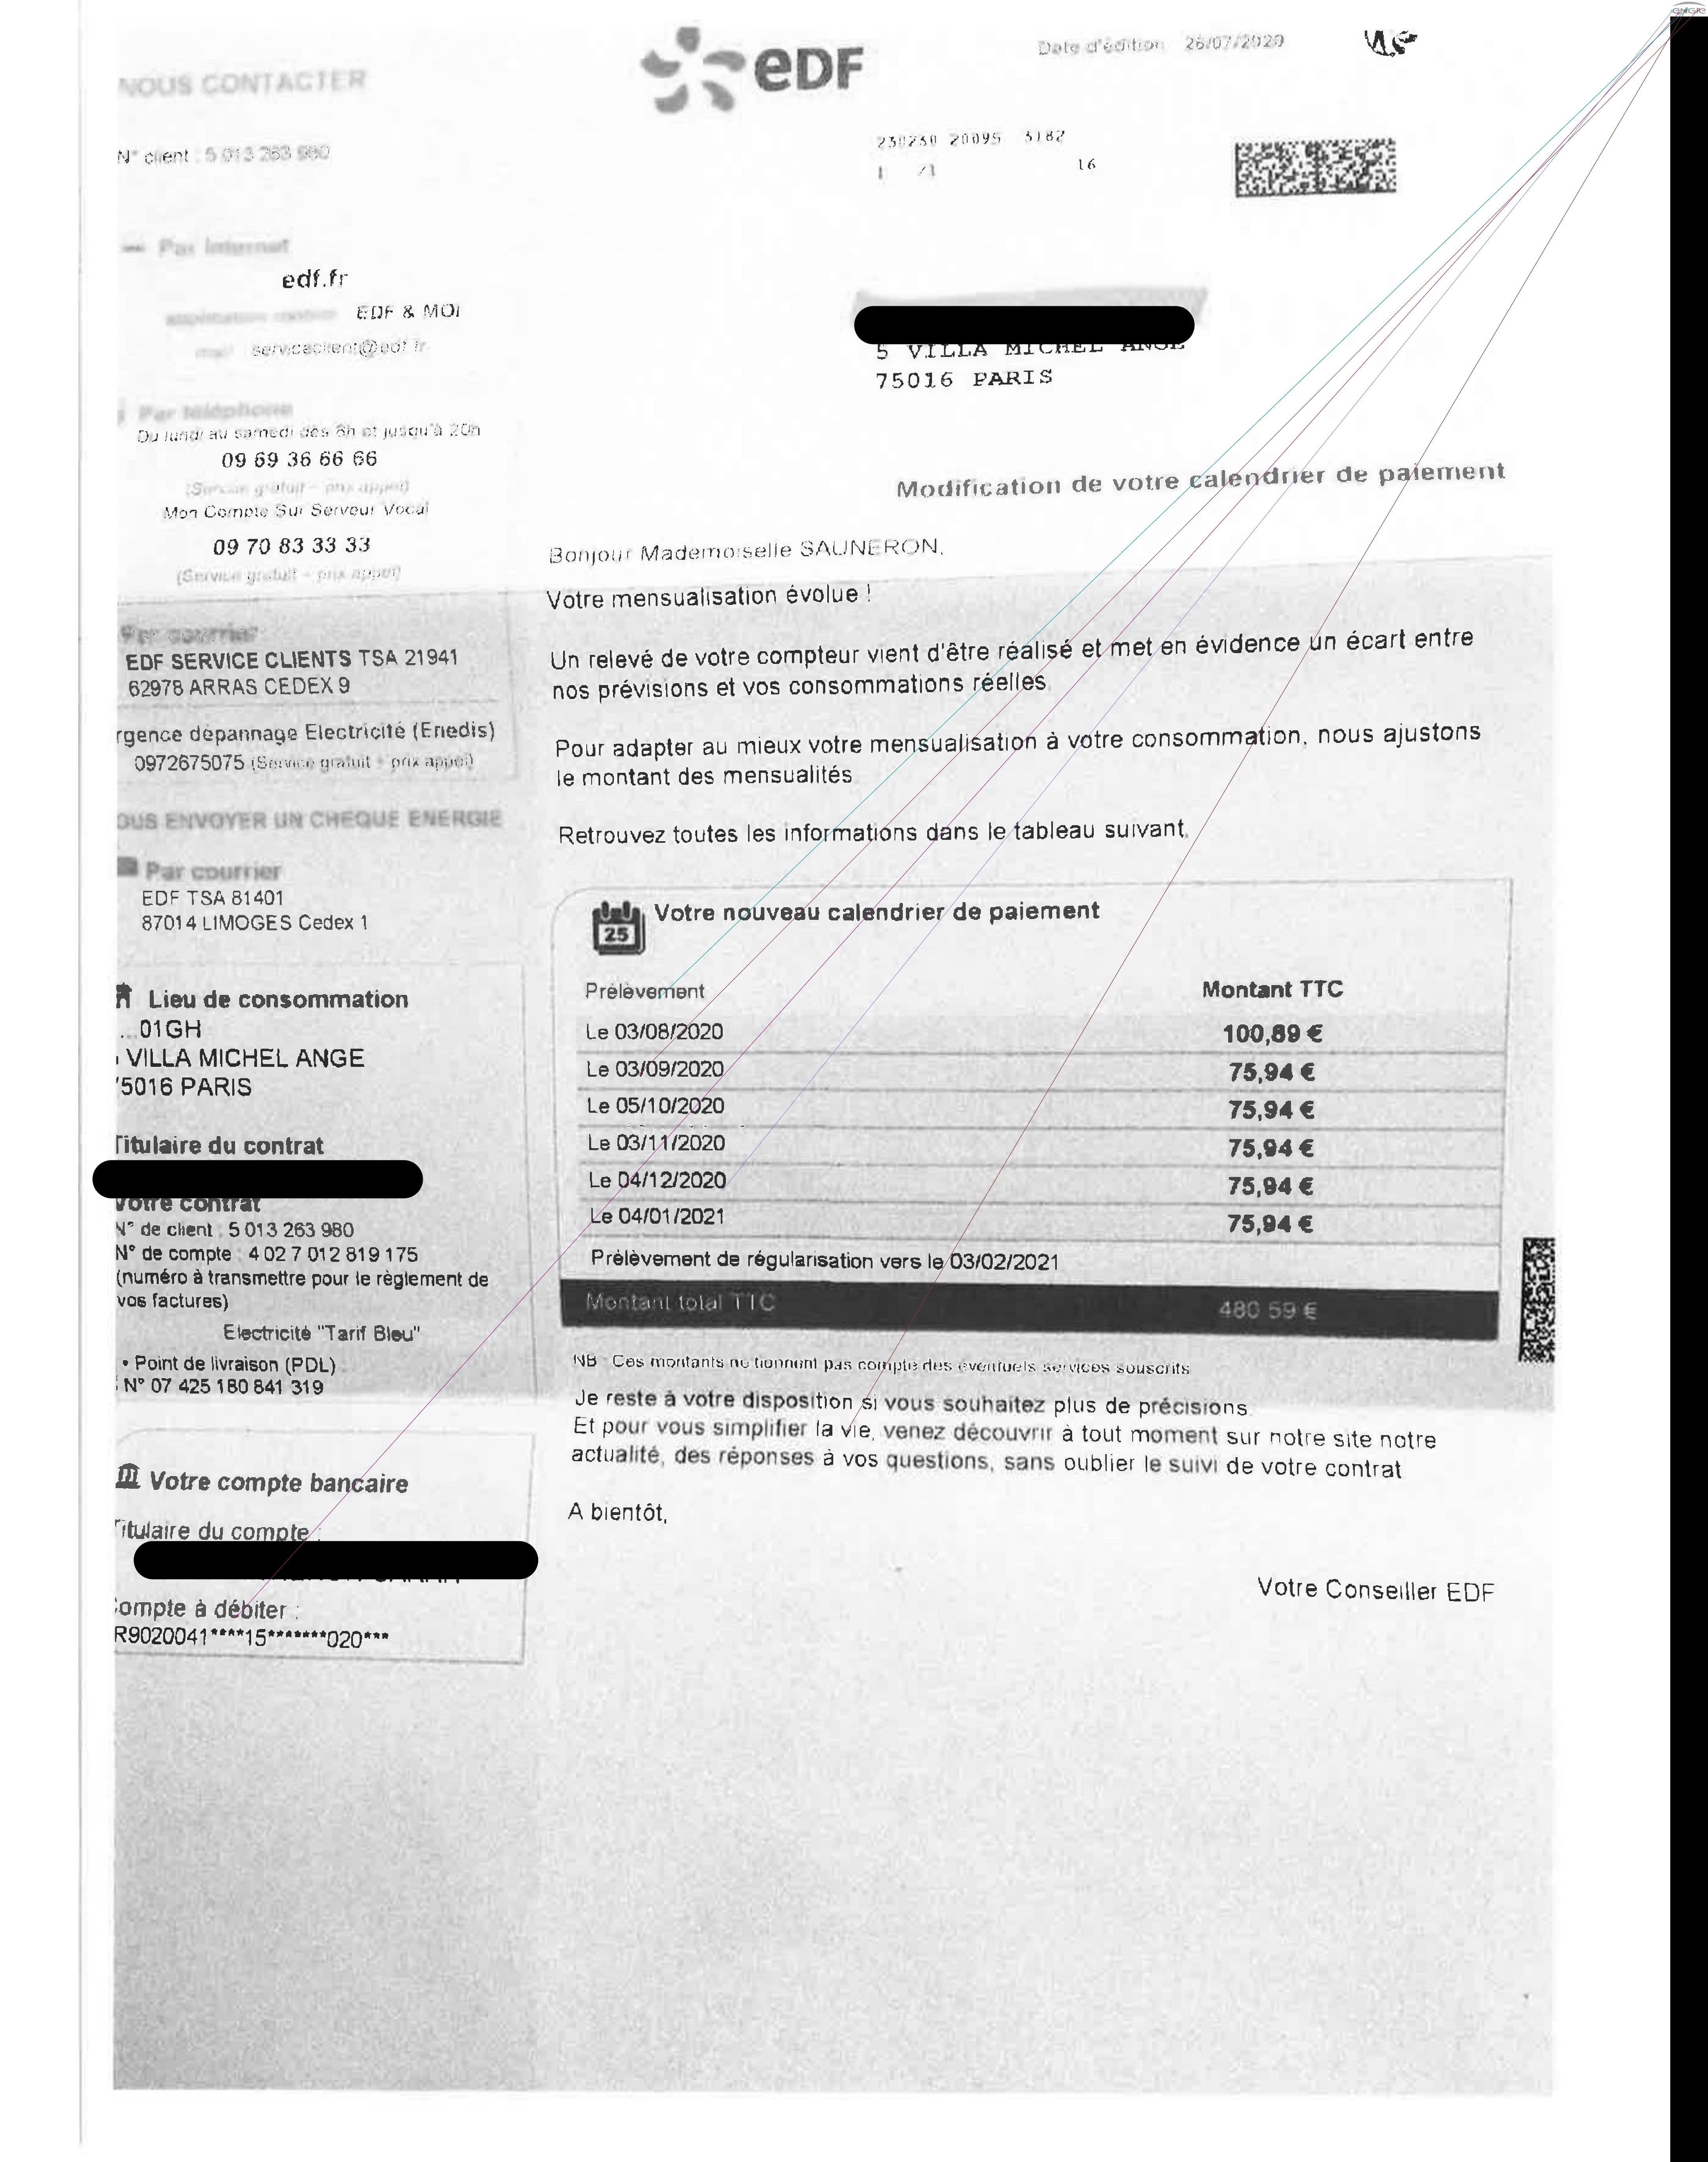 NOUS CONTACTER
N° client : 5 013 263 980
Par Internet
edf.fr
EDF & MOI
mail serviceclient@edf.fr
Par téléphone
Du lundi au samedi dès 8h et jusqu'à 20h
09 69 36 66 66
(Service gratuit + prix appel)
Mon Compte Sur Serveur Vocal
09 70 83 33 33
(Service gratuit + prix appel)
Par courrier
EDF SERVICE CLIENTS TSA 21941
62978 ARRAS CEDEX 9
rgence dépannage Electricité (Enedis)
0972675075 (Service gratuit + prix appel)
OUS ENVOYER UN CHEQUE ENERGIE
Par courrier
EDF TSA 81401
87014 LIMOGES Cedex 1
Lieu de consommation
...01GH
VILLA MICHEL ANGE
5016 PARIS
Titulaire du contrat
Votre contrat
N° de client : 5 013 263 980
N° de compte : 4 02 7 012 819 175
(numéro à transmettre pour le règlement de
vos factures)
Electricité "Tarif Bleu"
• Point de livraison (PDL)
N° 07 425 180 841 319
Votre compte bancaire
Titulaire du compte :
ompte à débiter :
R9020041****15*******020***
eDF
Date d'édition 26/07/2020
20095 3182
1 /1 16
5 VILLA MICHEL ANGE
75016 PARIS
Modification de votre calendrier de paiement
Bonjour Mademoiselle SAUNERON,
Votre mensualisation évolue !
Un relevé de votre compteur vient d'être réalisé et met en évidence un écart entre
nos prévisions et vos consommations réelles
Pour adapter au mieux votre mensualisation à votre consommation, nous ajustons
le montant des mensualités
Retrouvez toutes les informations dans le tableau suivant.
25
Votre nouveau calendrier de paiement
Prélèvement Montant TTC
Le 03/08/2020 100,89 €
Le 03/09/2020 75,94 €
Le 05/10/2020 75,94 €
Le 03/11/2020 75,94 €
Le 04/12/2020 75,94 €
Le 04/01/2021 75,94 €
Prélèvement de régularisation vers le 03/02/2021
Montant total TTC 480 59 €
NB : Ces montants ne tiennent pas compte des éventuels services souscrits
Je reste à votre disposition si vous souhaitez plus de précisions
Et pour vous simplifier la vie, venez découvrir à tout moment sur notre site notre
actualité, des réponses à vos questions, sans oublier le suivi de votre contrat
A bientôt,
Votre Conseiller EDF